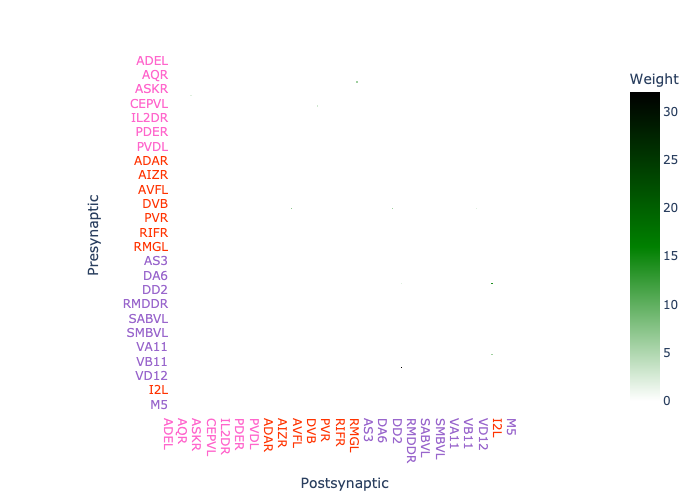 ADEL
AQR
ASKR
CEPVL
IL2DR
PDER
PVDL
ADAR
AIZR
AVFL
DVB
PVR
RIFR
RMGL
AS3
DA6
DD2
RMDDR
SABVL
SMBVL
VA11
VB11
VD12
I2L
M5
Presynaptic
ADEL
AQR
ASKR
CEPVL
IL2DR
PDER
PVDL
ADAR
AIZR
AVFL
DVB
PVR
RIFR
RMGL
AS3
DA6
DD2
RMDDR
SABVL
SMBVL
VA11
VB11
VD12
I2L
M5
Postsynaptic
Weight
30
25
20
15
10
5
0